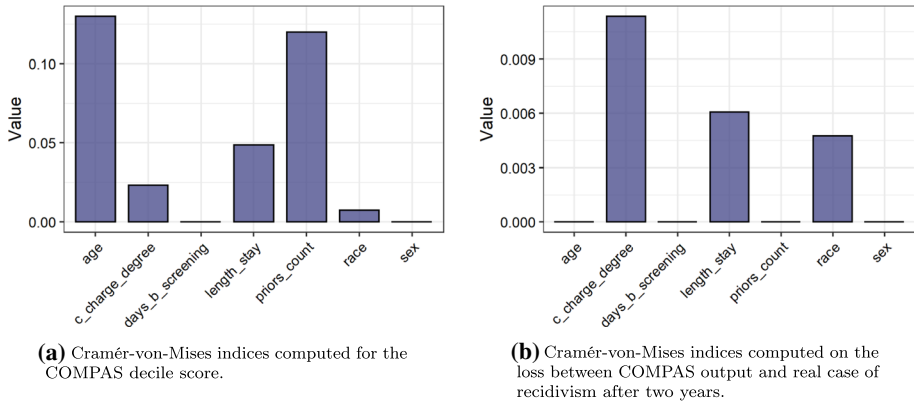 0.10
0.05
0.00
Value
age
c_charge_degree
days_b_screening
length_stay
priors_count
race
sex
(a) Cramér-von-Mises indices computed for the
COMPAS decile score.
0.009
0.006
0.003
0.000
Value
age
c_charge_degree
days_b_screening
length_stay
priors_count
race
sex
(b) Cramér-von-Mises indices computed on the
loss between COMPAS output and real case of
recidivism after two years.